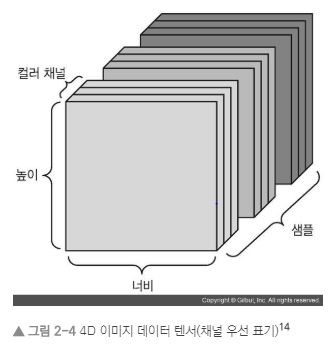 컬러 채널
높이
샘플
너비
Copyright © Gilbut, Inc. All rights reserved.
▲ 그림 2-4 4D 이미지 데이터 텐서(채널 우선 표기)14